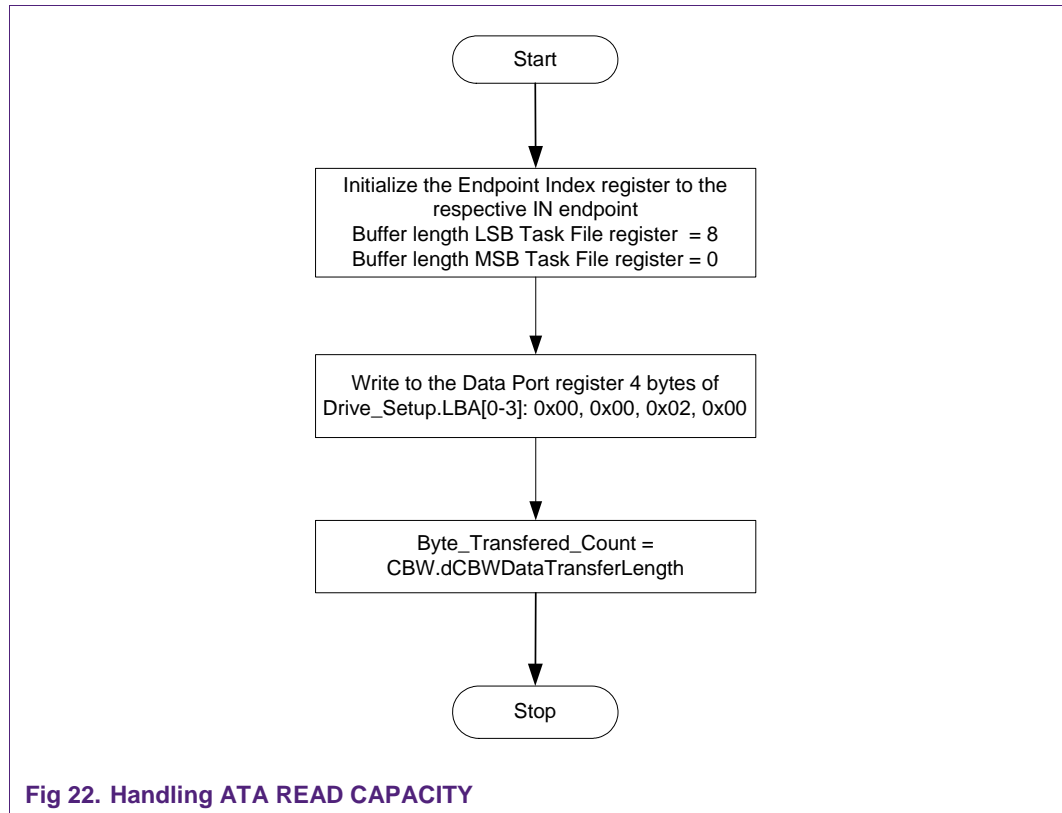 Start
Initialize the Endpoint Index register to the
respective IN endpoint
Buffer length LSB Task File register = 8
Buffer length MSB Task File register = 0
Write to the Data Port register 4 bytes of
Drive_Setup.LBA[0-3]: 0x00, 0x00, 0x02, 0x00
Byte_Transfered_Count =
CBW.dCBWDataTransferLength
Stop
Fig 22. Handling ATA READ CAPACITY